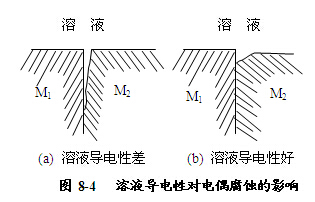 溶 液 溶 液
M1 M2 M1 M2
(a) 溶液导电性差 (b) 溶液导电性好
图 8-4 溶液导电性对电偶腐蚀的影响